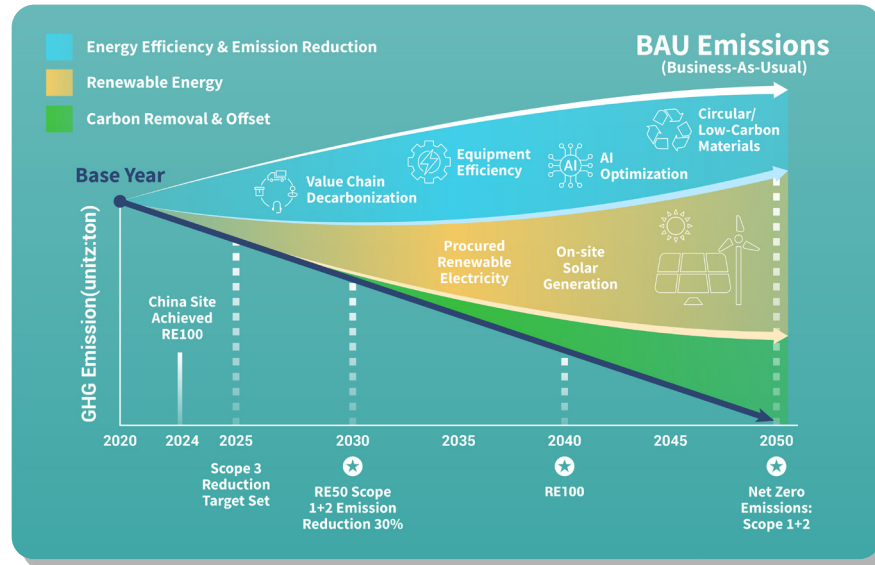 Energy Efficiency & Emission Reduction
Renewable Energy
Carbon Removal & Offset
BAU Emissions
(Business-As-Usual)
Base Year
Value Chain
Decarbonization
Equipment
Efficiency
AI
AI
Optimization
Circular/
Low-Carbon
Materials
Procured
Renewable
Electricity
On-site
Solar
Generation
China Site
Achieved
RE100
GHG Emission(unitz:ton)
2020
2024
2025
2030
2035
2040
2045
2050
Scope 3
Reduction
Target Set
RE50 Scope
1+2 Emission
Reduction 30%
RE100
Net Zero
Emissions:
Scope 1+2